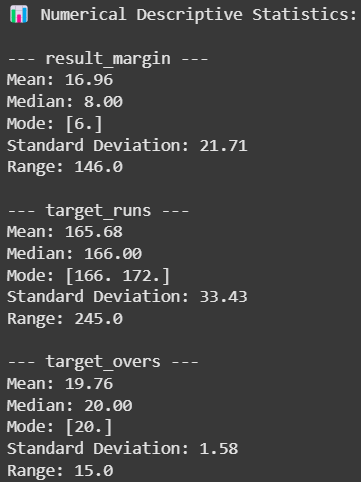 📊 Numerical Descriptive Statistics:
--- result_margin ---
Mean: 16.96
Median: 8.00
Mode: [6.]
Standard Deviation: 21.71
Range: 146.0
--- target_runs ---
Mean: 165.68
Median: 166.00
Mode: [166. 172.]
Standard Deviation: 33.43
Range: 245.0
--- target_overs ---
Mean: 19.76
Median: 20.00
Mode: [20.]
Standard Deviation: 1.58
Range: 15.0